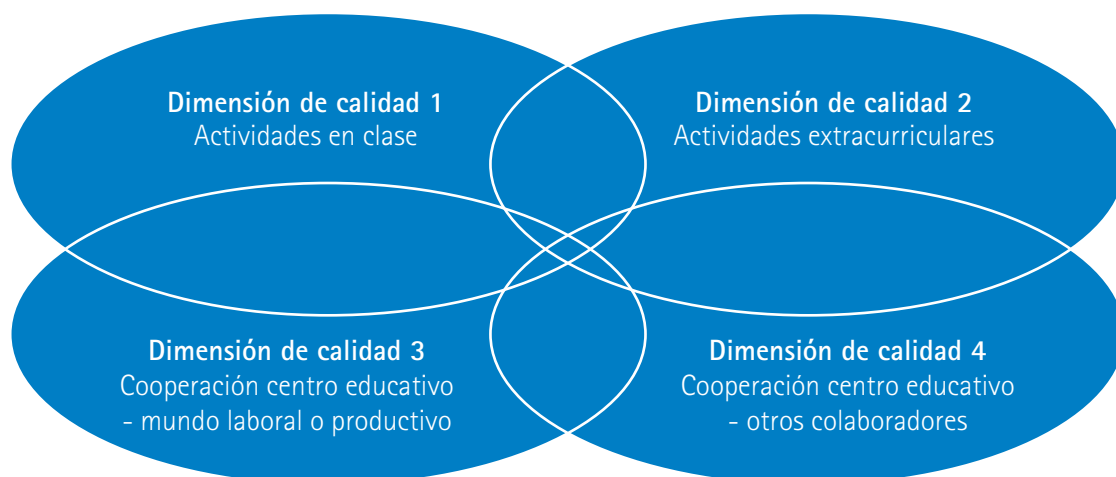 Dimensión de calidad 1
Actividades en clase
Dimensión de calidad 2
Actividades extracurriculares
Dimensión de calidad 3
Cooperación centro educativo
- mundo laboral o productivo
Dimensión de calidad 4
Cooperación centro educativo
- otros colaboradores